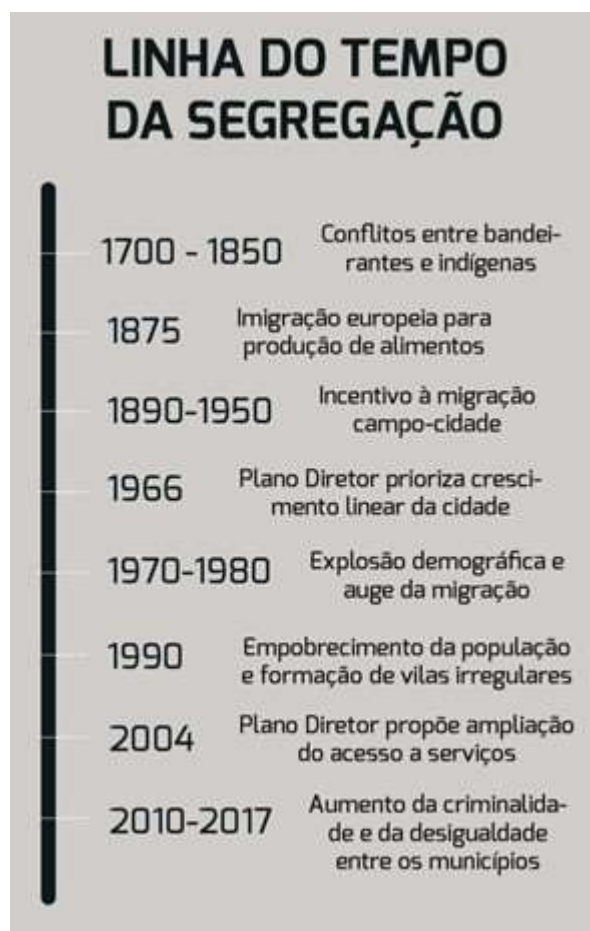 LINHA DO TEMPO
DA SEGREGAÇÃO
1700 - 1850
Conflitos entre bandei-
rantes e indígenas
1875
Imigração europeia para
produção de alimentos
1890-1950
Incentivo à migração
campo-cidade
1966
Plano Diretor prioriza cresci-
mento linear da cidade
1970-1980
Explosão demográfica e
auge da migração
1990
Empobrecimento da população
e formação de vilas irregulares
2004
Plano Diretor propõe ampliação
do acesso a serviços
2010-2017
Aumento da criminalida-
de e da desigualdade
entre os municípios